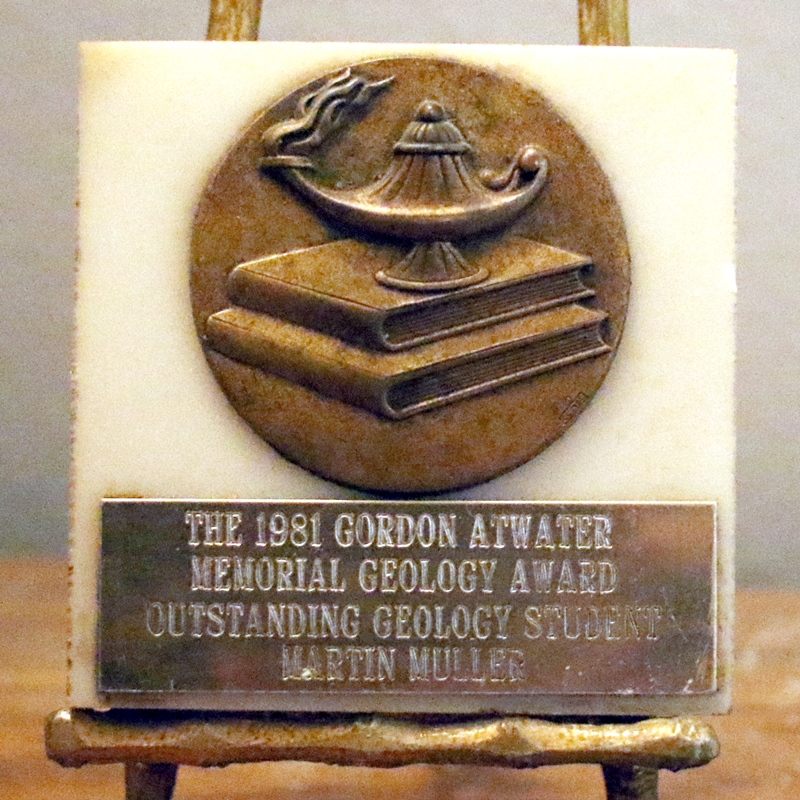 THE 1981 GORDON ATWATER
MEMORIAL GEOLOGY AWARD
OUTSTANDING GEOLOGY STUDENT
MARTIN MULLER